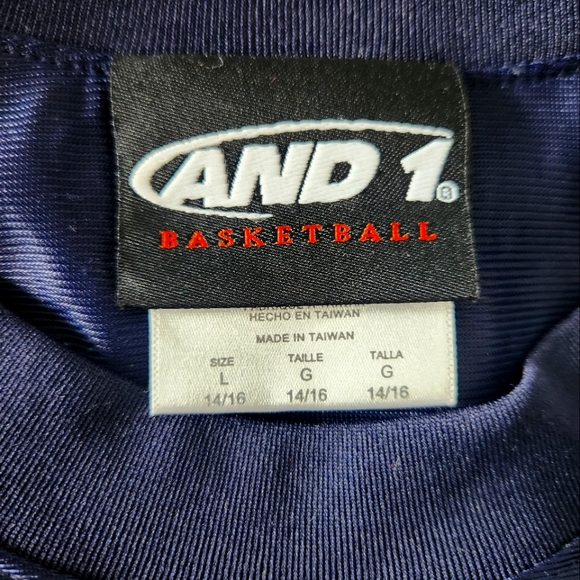 AND 1®
BASKETBALL
HECHO EN TAIWAN
MADE IN TAIWAN
SIZE TAILLE TALLA
L G G
14/16 14/16 14/16